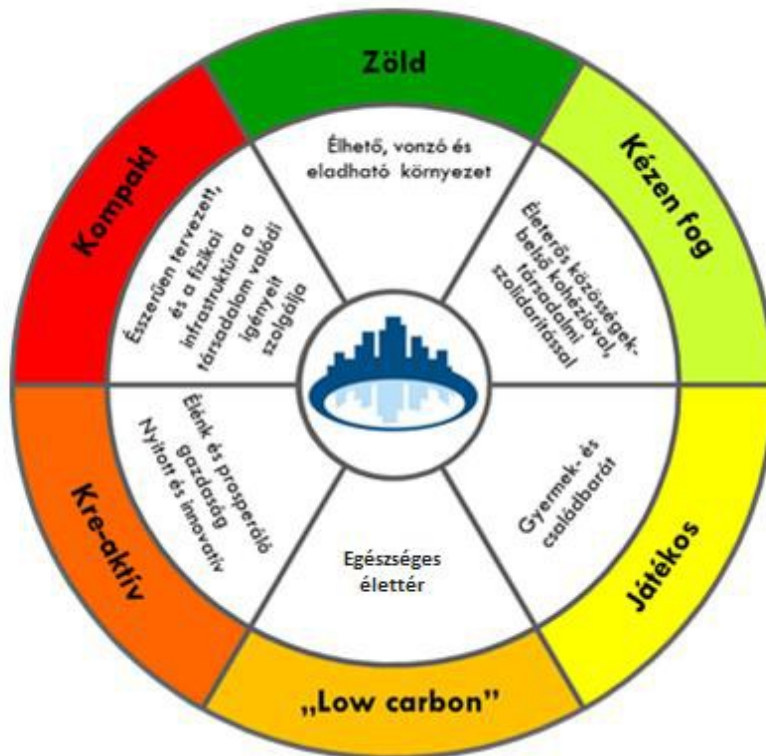 Zöld
Élhető, vonzó és
eladható környezet
Kézen fog
Életerős közösségek-
belső kohézióval,
társadalmi
szolidaritással
Játékos
Gyermek- és
családbarát
„Low carbon”
Egészséges
élettér
Kre-aktív
Élénk és prosperáló
gazdaság
Nyitott és innovatív
Kompakt
Ésszerűen tervezett,
és a fizikai
infrastruktúra a
társadalom valódi
igényeit
szolgálja